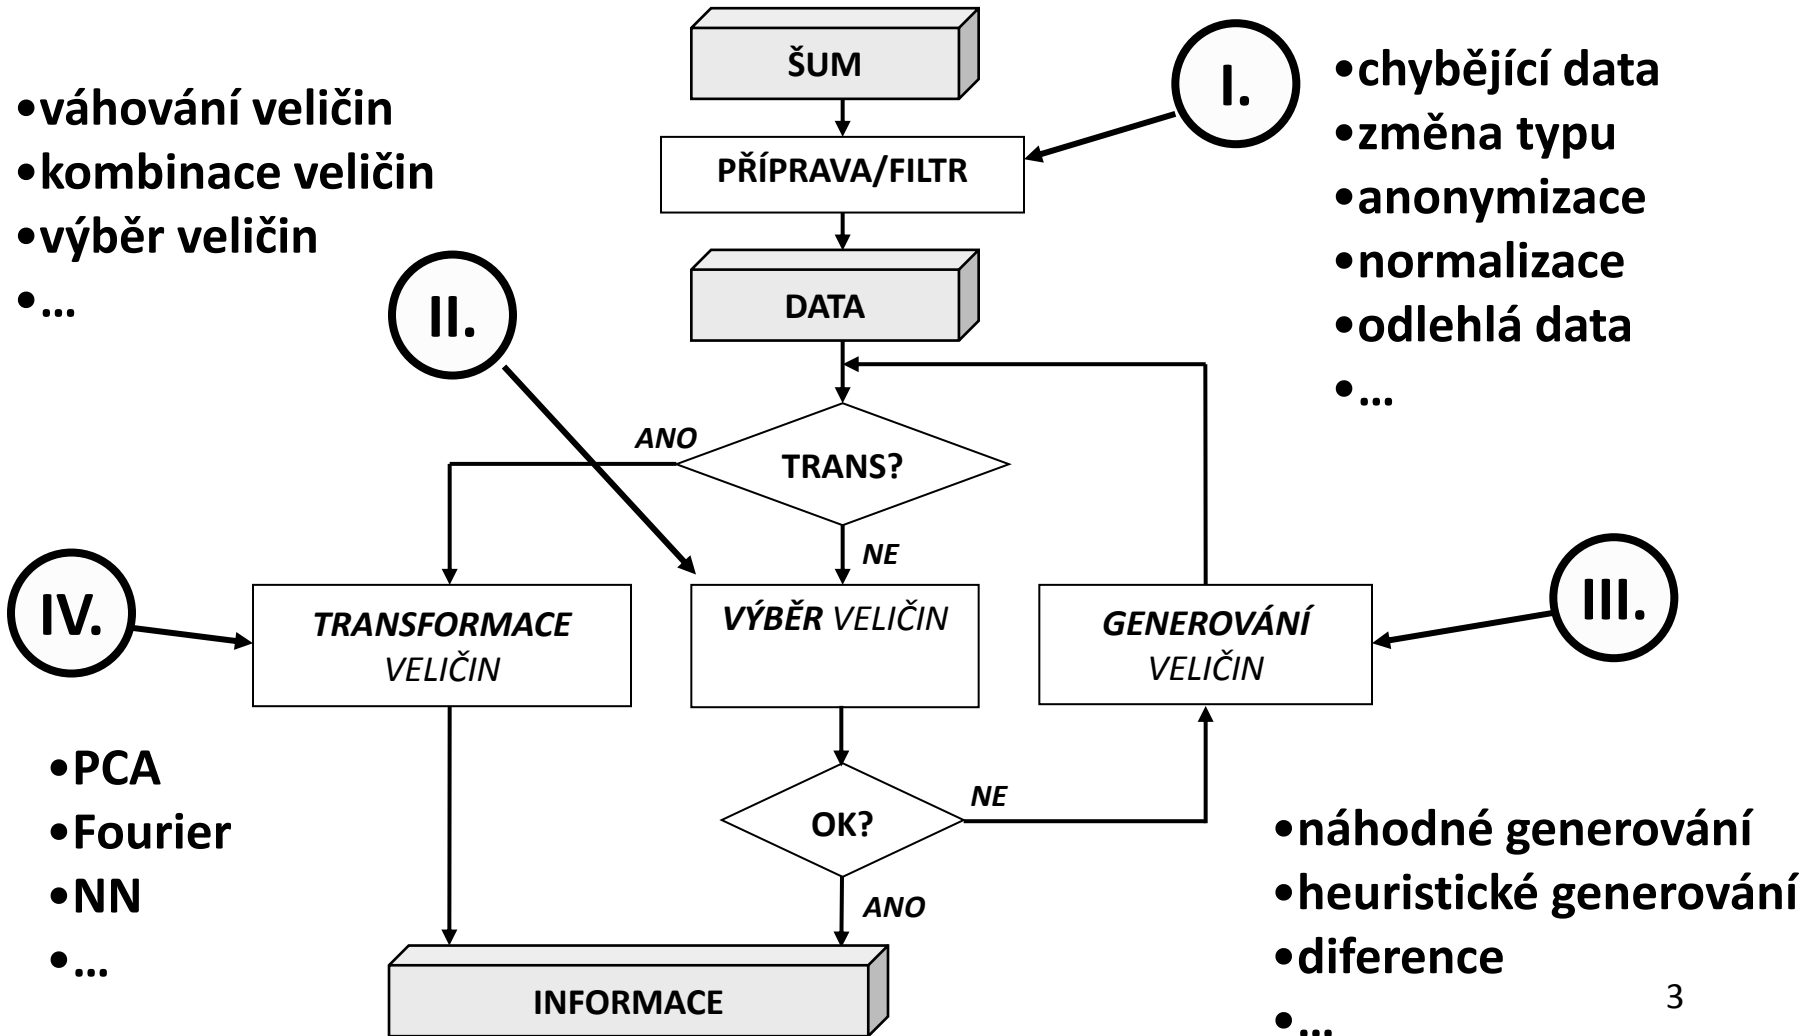 ŠUM
I.
•chybějící data
•změna typu
•anonymizace
•normalizace
•odlehlá data
•...
•váhování veličin
•kombinace veličin
•výběr veličin
•...
PŘÍPRAVA/FILTR
II.
DATA
ANO
TRANS?
NE
IV.
TRANSFORMACE
VELIČIN
VÝBĚR VELIČIN
GENEROVÁNÍ
VELIČIN
III.
•PCA
•Fourier
•NN
•...
OK?
NE
ANO
•náhodné generování
•heuristické generování
•diference
•...
INFORMACE
3